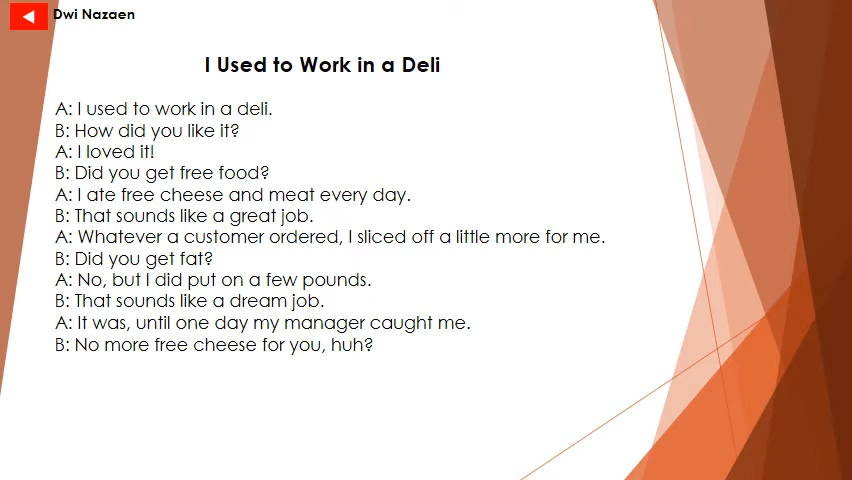 Dwi Nazaen
I Used to Work in a Deli
A: I used to work in a deli.
B: How did you like it?
A: I loved it!
B: Did you get free food?
A: I ate free cheese and meat every day.
B: That sounds like a great job.
A: Whatever a customer ordered, I sliced off a little more for me.
B: Did you get fat?
A: No, but I did put on a few pounds.
B: That sounds like a dream job.
A: It was, until one day my manager caught me.
B: No more free cheese for you, huh?